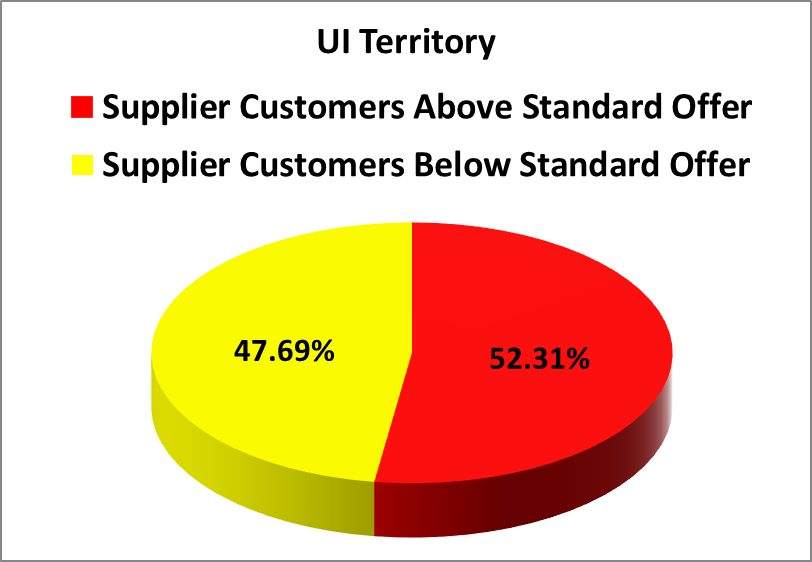 UI Territory
Supplier Customers Above Standard Offer
Supplier Customers Below Standard Offer
47.69%
52.31%